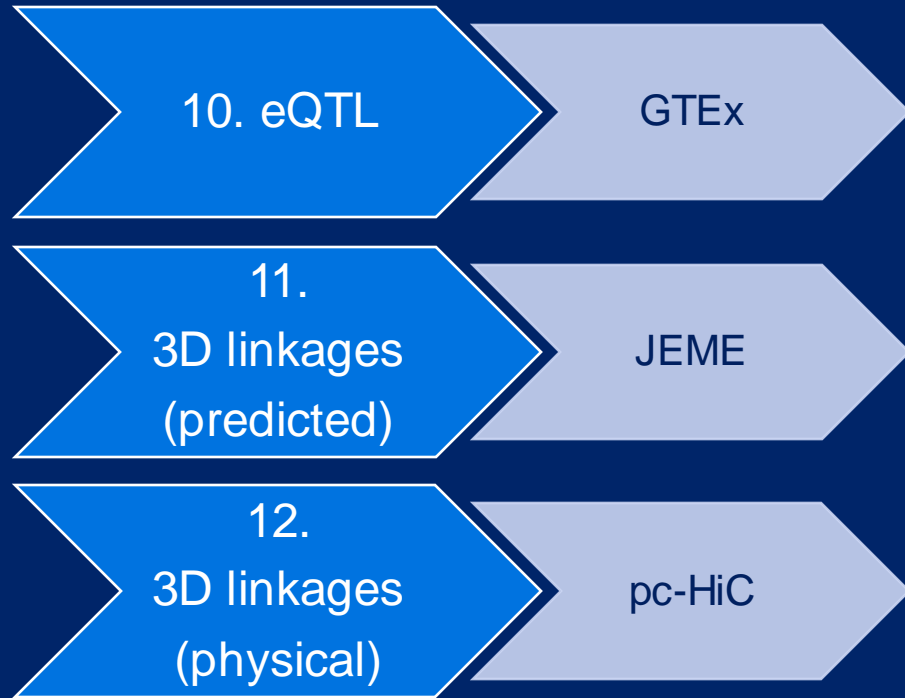 10. eQTL
GTEx
11.
3D linkages
(predicted)
JEME
12.
3D linkages
(physical)
pc-HiC